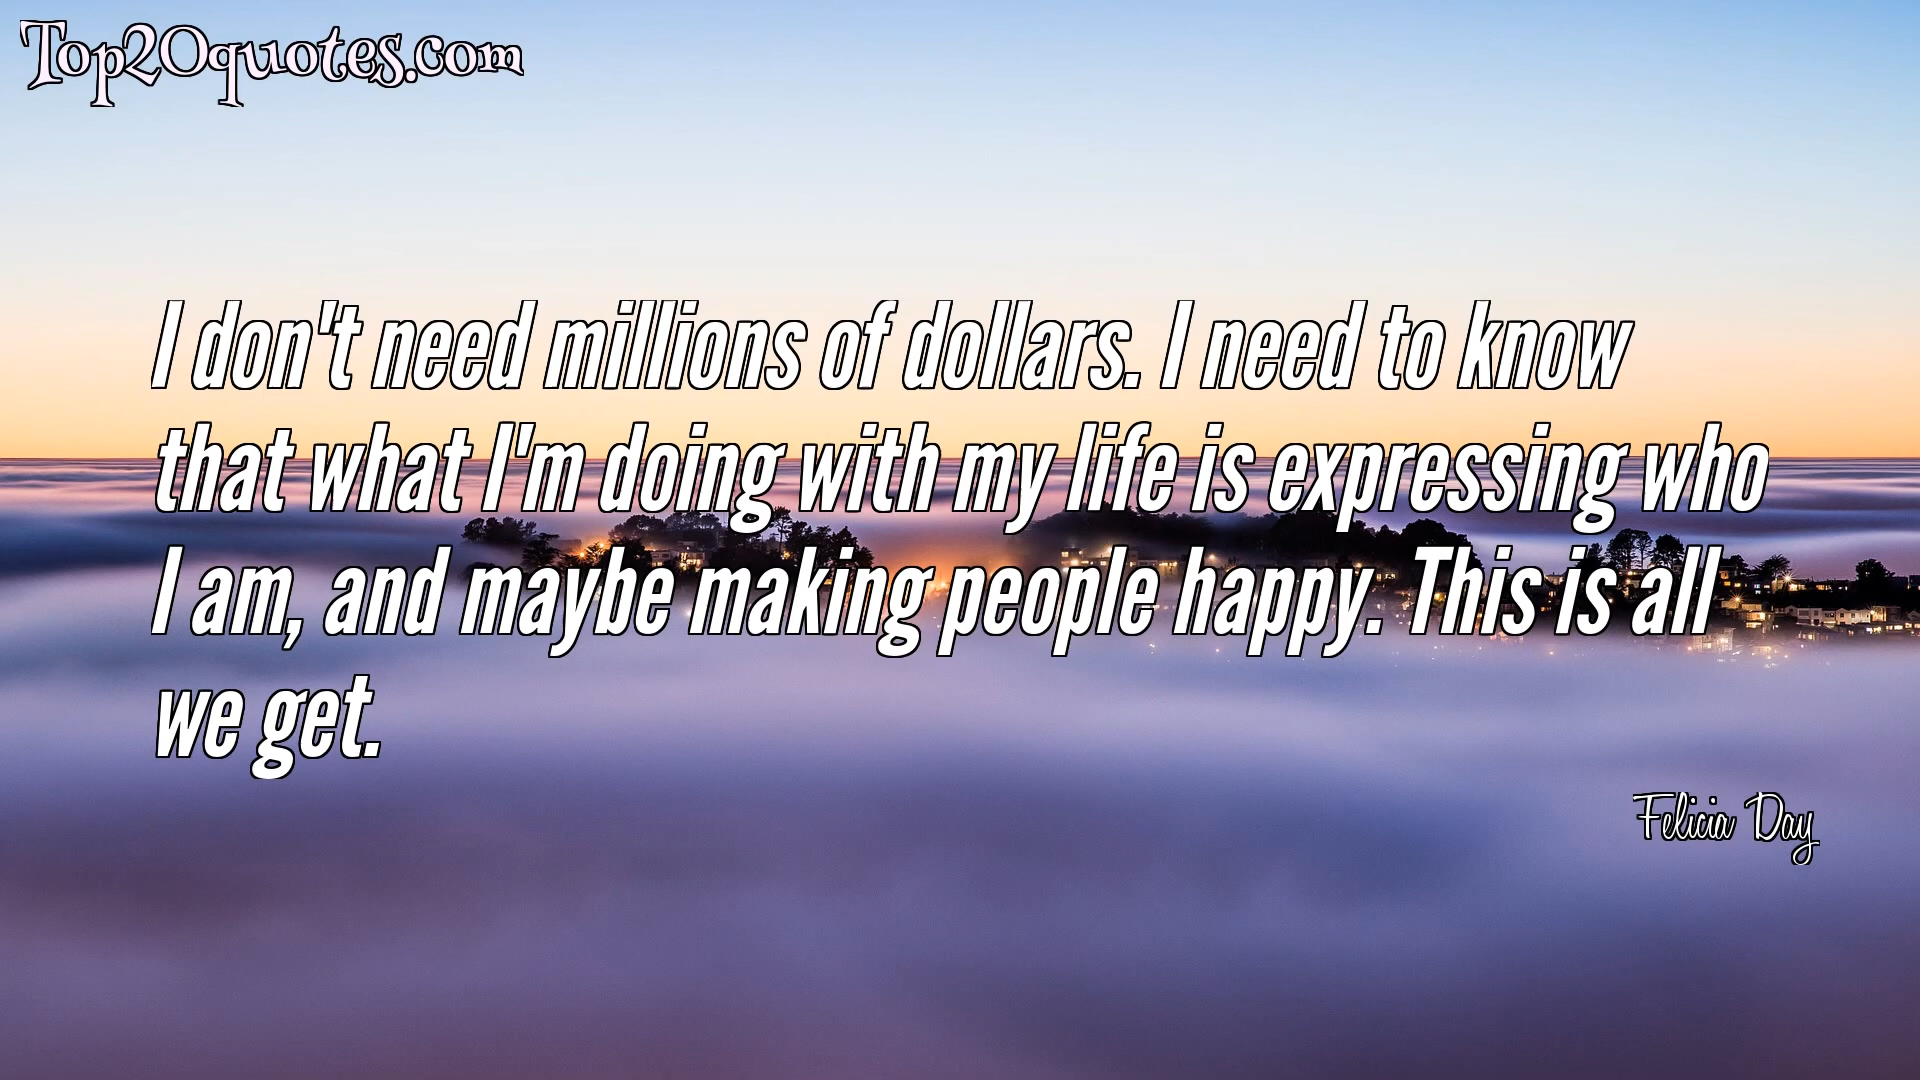 Top20quotes.com
I don't need millions of dollars. I need to know
that what I'm doing with my life is expressing who
I am, and maybe making people happy. This is all
we get.
Felicia Day